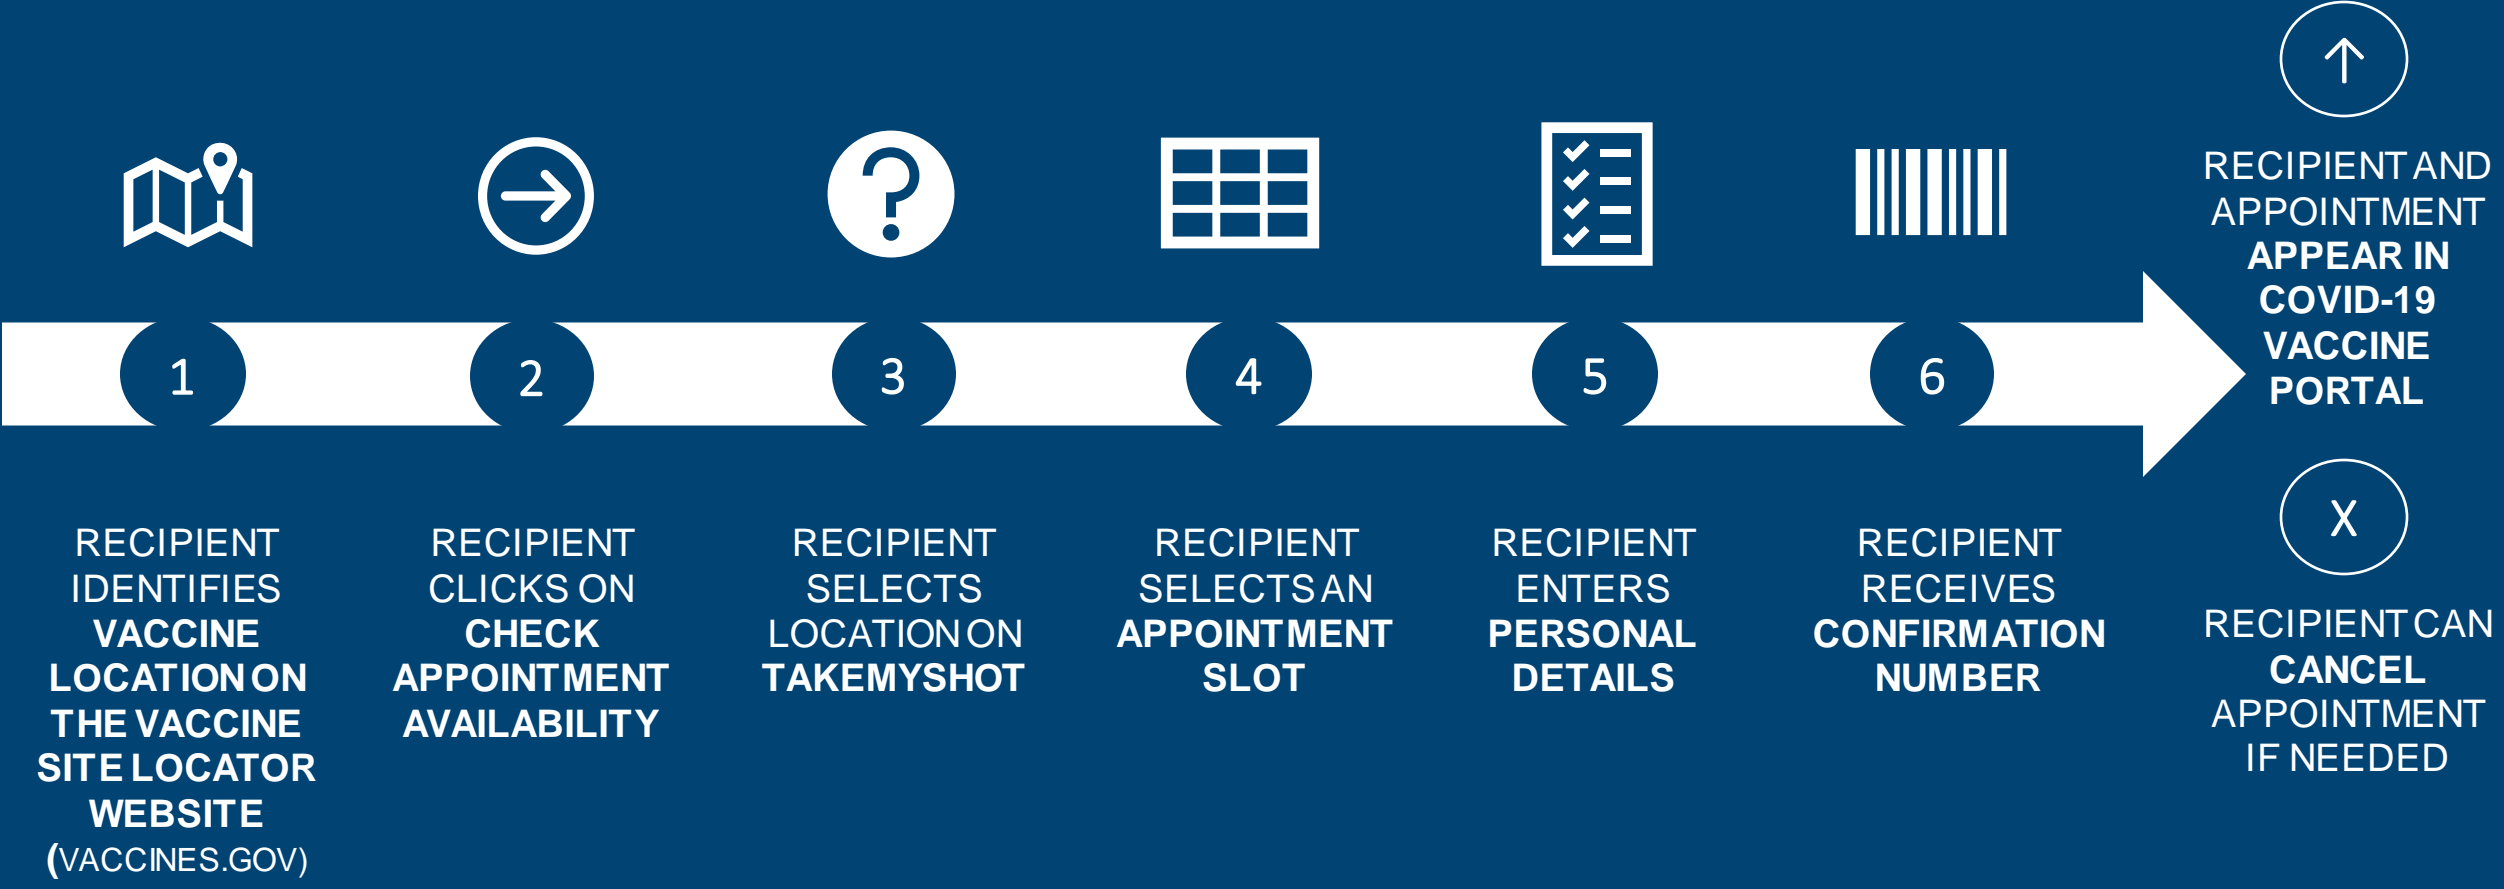 1
RECIPIENT
IDENTIFIES
VACCINE
LOCATION ON
THE VACCINE
SITE LOCATOR
WEBSITE
(VACCINES.GOV)
2
RECIPIENT
CLICKS ON
CHECK
APPOINTMENT
AVAILABILITY
?
3
RECIPIENT
SELECTS
LOCATION ON
TAKEMYSHOT
4
RECIPIENT
SELECTS AN
APPOINTMENT
SLOT
5
RECIPIENT
ENTERS
PERSONAL
DETAILS
6
RECIPIENT
RECEIVES
CONFIRMATION
NUMBER
↑
RECIPIENT AND
APPOINTMENT
APPEAR IN
COVID-19
VACCINE
PORTAL
X
RECIPIENT CAN
CANCEL
APPOINTMENT
IF NEEDED